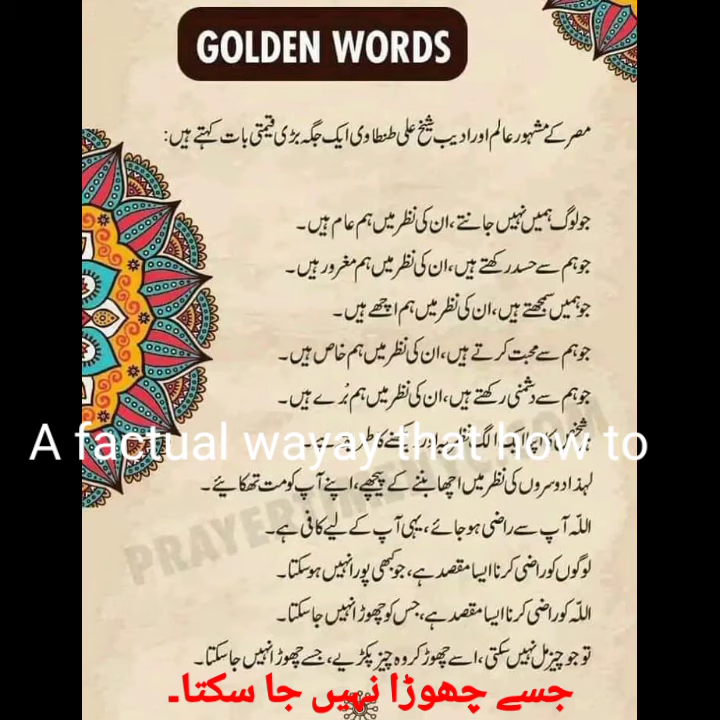 GOLDEN WORDS
مصر کے مشہور عالم اور ادیب شیخ علی طنطاوی ایک جگہ بڑی قیمتی بات کہتے ہیں:
جو لوگ ہمیں نہیں جانتے، ان کی نظر میں ہم عام ہیں۔
جو ہم سے حسد رکھتے ہیں، ان کی نظر میں ہم مغرور ہیں۔
جو ہمیں سمجھتے ہیں، ان کی نظر میں ہم اچھے ہیں۔
جو ہم سے محبت کرتے ہیں، ان کی نظر میں ہم خاص ہیں۔
جو ہم سے دشمنی رکھتے ہیں، ان کی نظر میں ہم بُرے ہیں۔
A factual wayay that how to
لہذا دوسروں کی نظر میں اچھا بننے کے پیچھے، اپنے آپ کو مت تھکائیے۔
اللہ آپ سے راضی ہو جائے، یہی آپ کے لیے کافی ہے۔
لوگوں کو راضی کرنا ایسا مقصد ہے، جو کبھی پورا نہیں ہو سکتا۔
اللہ کو راضی کرنا ایسا مقصد ہے، جس کو چھوڑا نہیں جا سکتا۔
تو جو چیز مل نہیں سکتی، اسے چھوڑ کر وہ چیز پکڑیے، جسے چھوڑا نہیں جا سکتا۔
جسے چھوڑا نہیں جا سکتا۔